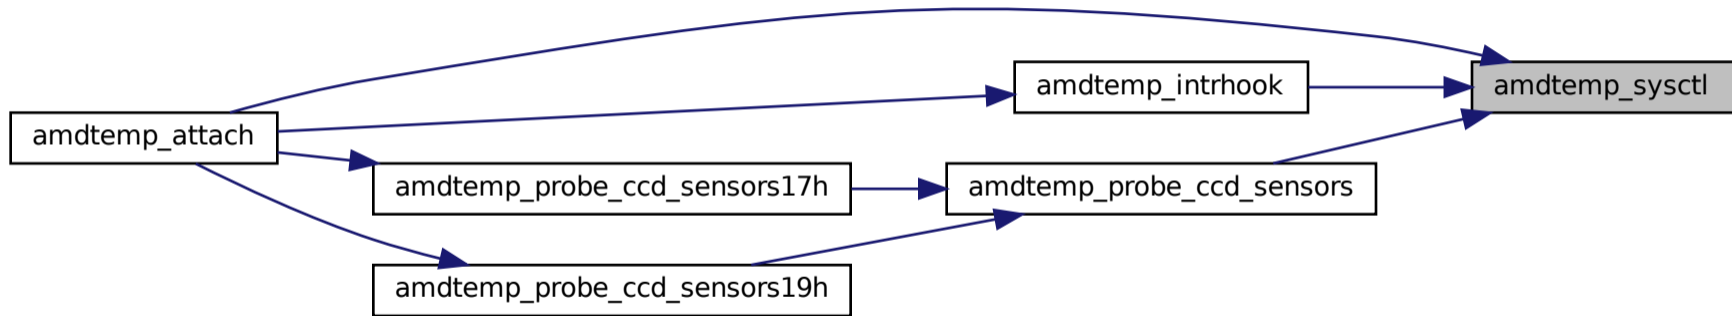 amdtemp_intrhook
amdtemp_sysctl
amdtemp_attach
amdtemp_probe_ccd_sensors17h
amdtemp_probe_ccd_sensors
amdtemp_probe_ccd_sensors19h